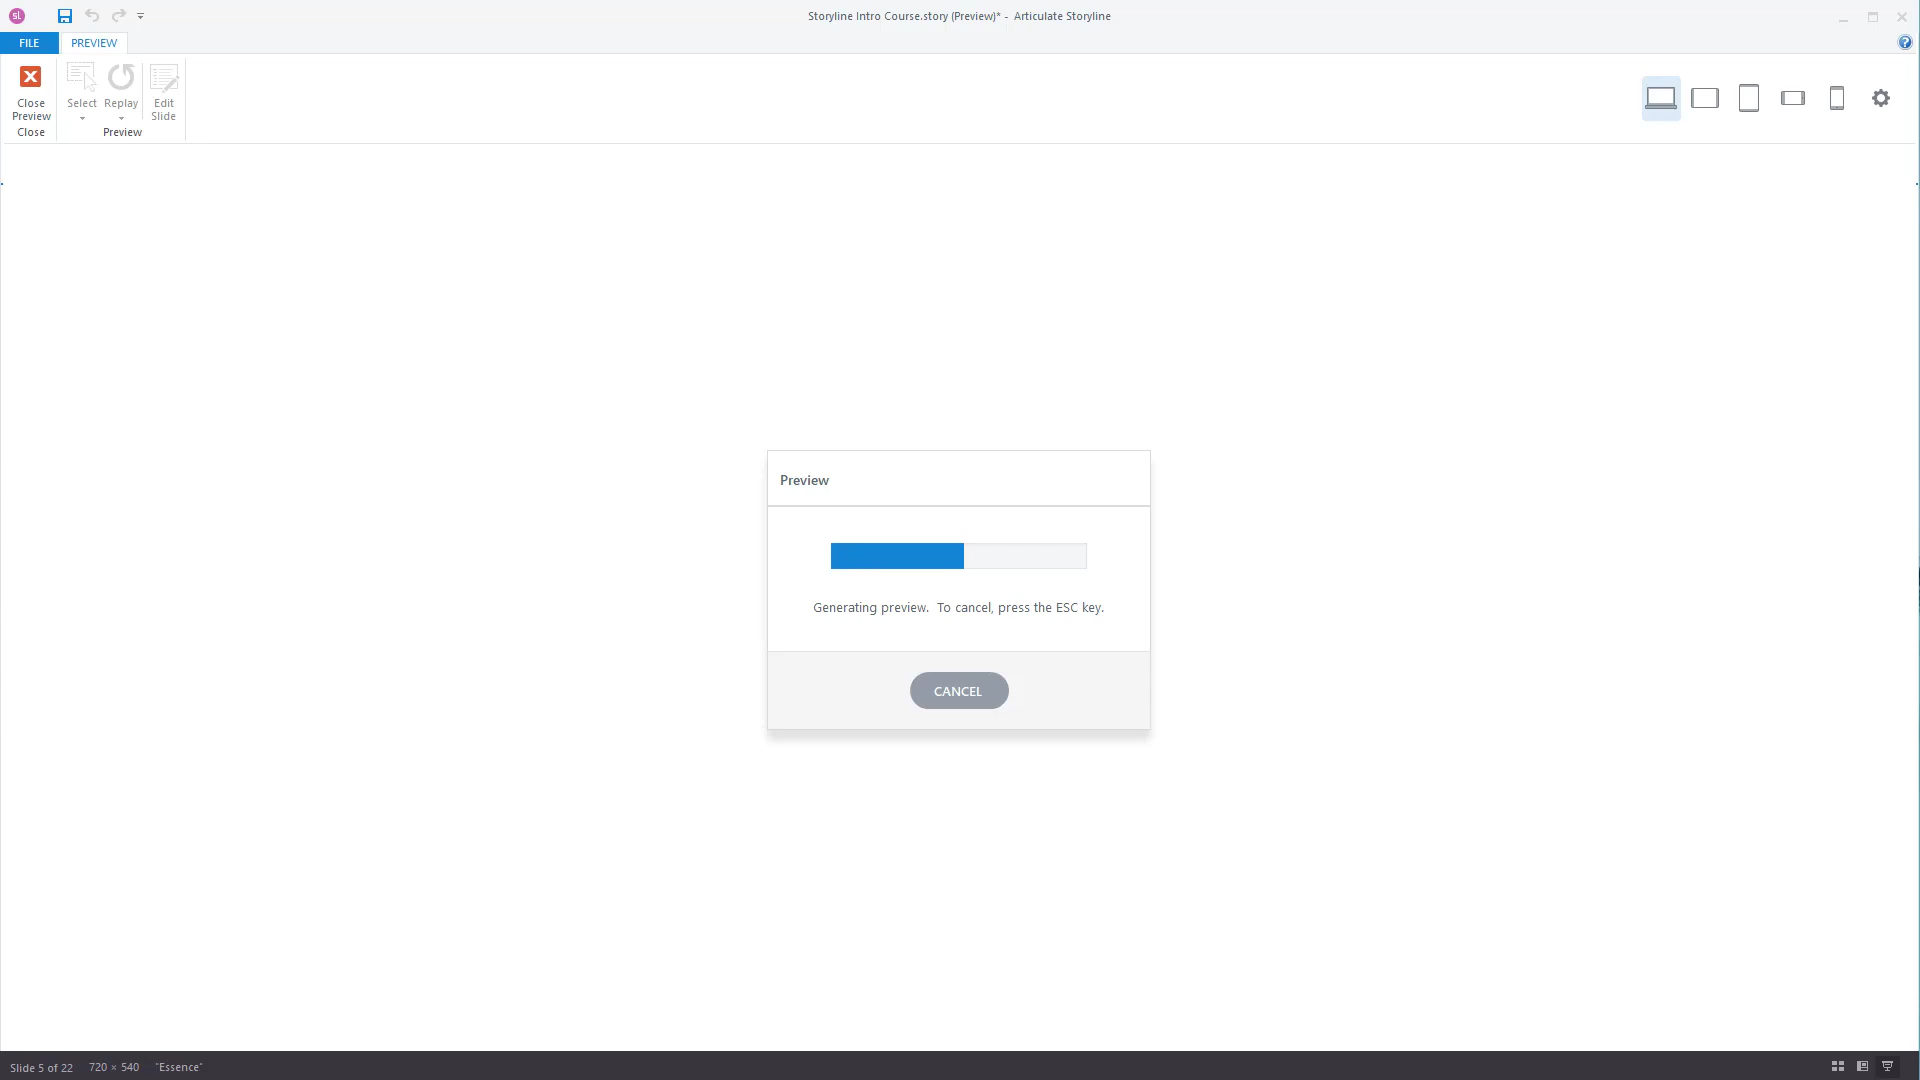 sl
Storyline Intro Course.story (Preview)* - Articulate Storyline
FILE
PREVIEW
?
Close Preview
Select
Replay
Edit Slide
Close
Preview
Preview
Generating preview. To cancel, press the ESC key.
CANCEL
Slide 5 of 22
720 × 540
"Essence"